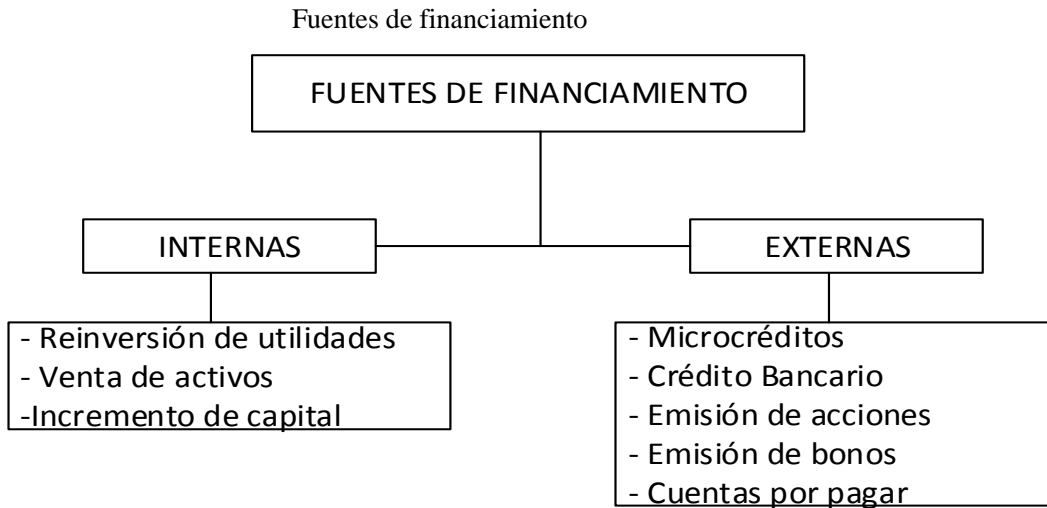 Fuentes de financiamiento
FUENTES DE FINANCIAMIENTO
INTERNAS
- Reinversión de utilidades
- Venta de activos
-Incremento de capital
EXTERNAS
- Microcréditos
- Crédito Bancario
- Emisión de acciones
- Emisión de bonos
- Cuentas por pagar